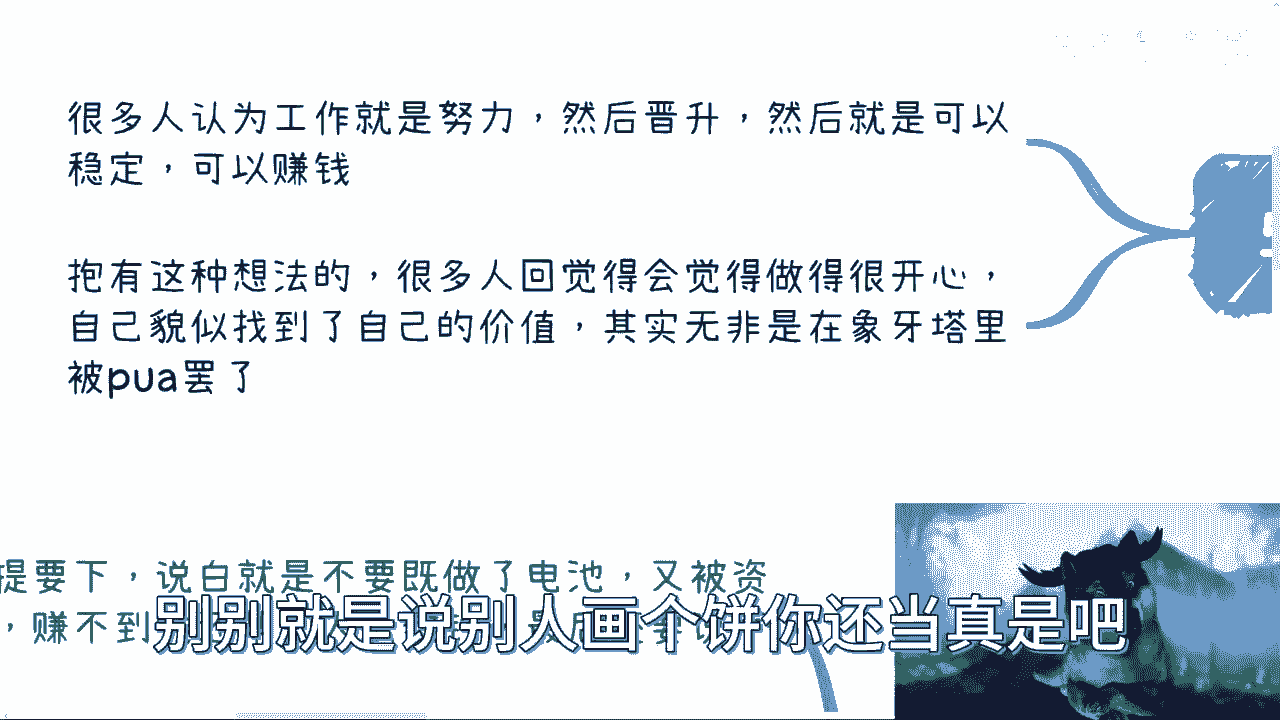 很多人认为工作就是努力，然后晋升，然后就是可以
稳定，可以赚钱
抱有这种想法的，很多人回觉得会觉得做得很开心，
自己貌似找到了自己的价值，其实无非是在象牙塔里
被pua罢了
提要下，说白就是不要既做了电池，又被资
，赚不到
别别就是说别人画个饼你还当真是吧